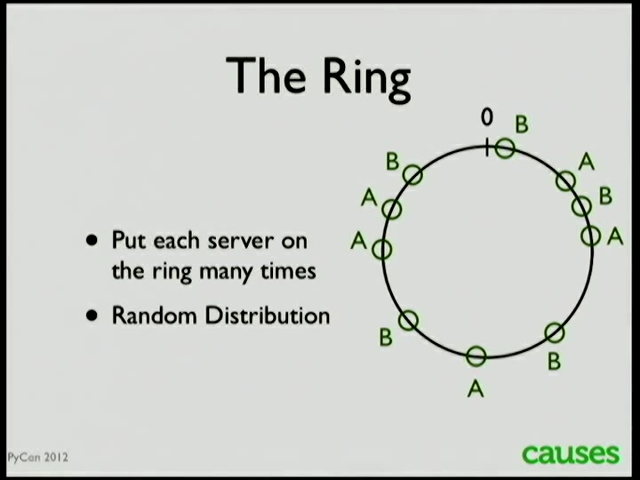 The Ring
0
B
A
B
A
B
A
B
A
A
B
• Put each server on
the ring many times
• Random Distribution
PyCon 2012
causes